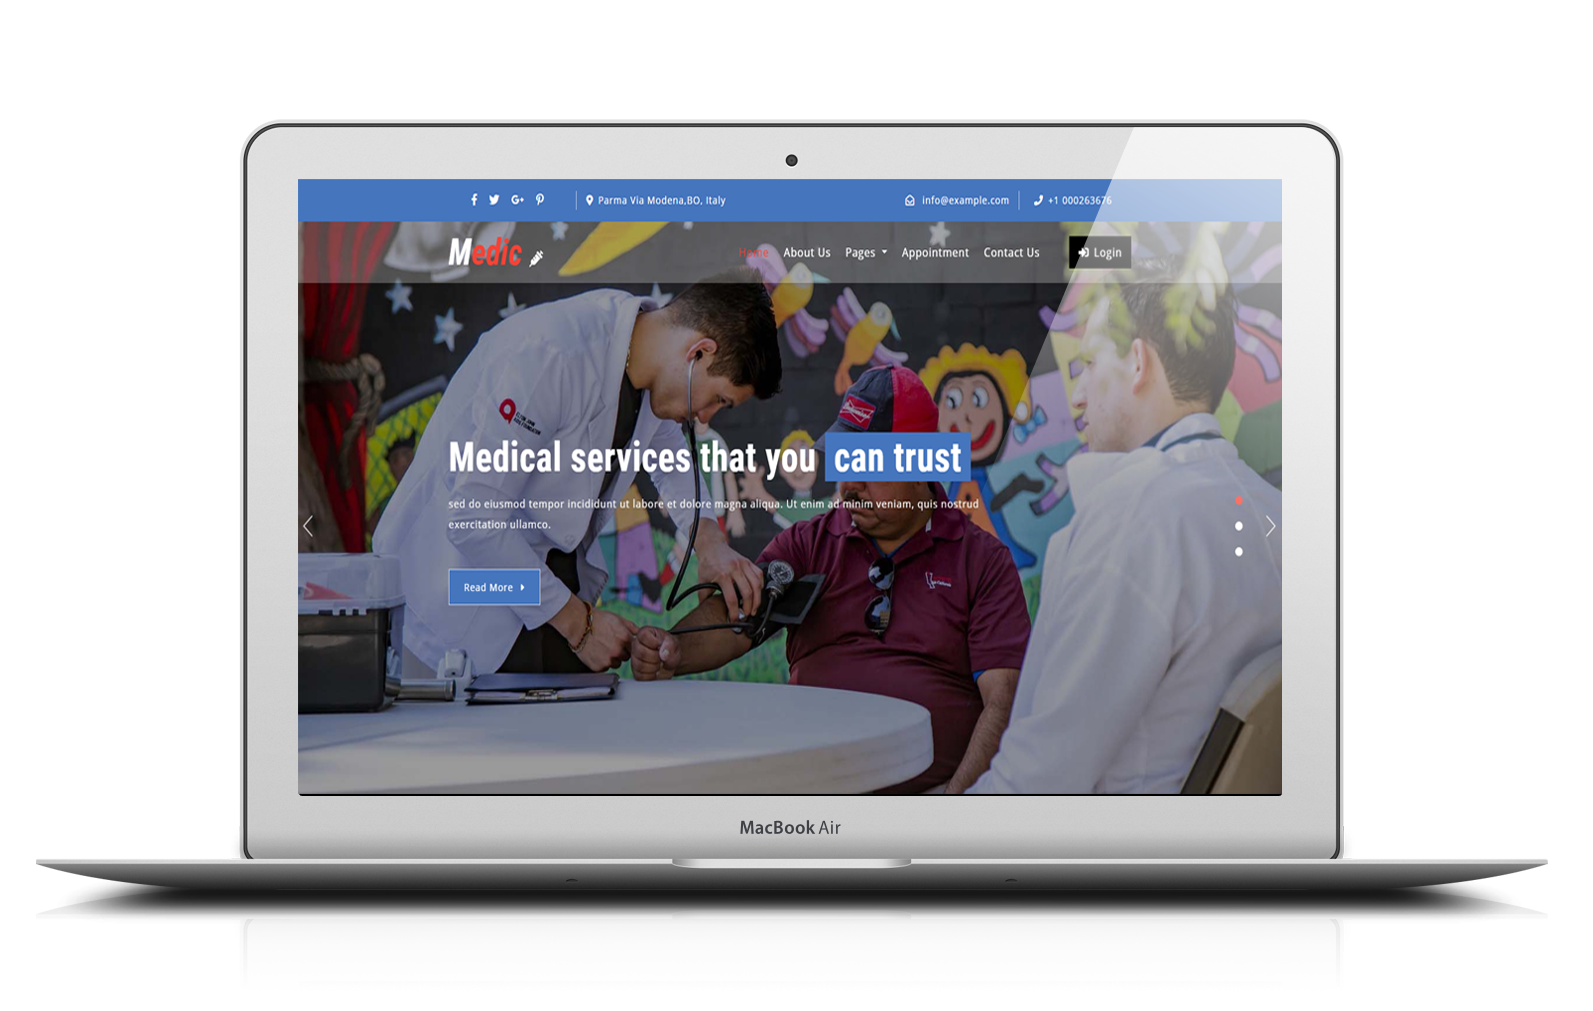 Parma Via Modena,BO, Italy
info@example.com
+1 000263676
Medic
Home
About Us
Pages
Appointment
Contact Us
Login
Medical services that you can trust
sed do eiusmod tempor incididunt ut labore et dolore magna aliqua. Ut enim ad minim veniam, quis nostrud
exercitation ullamco.
Read More
MacBook Air